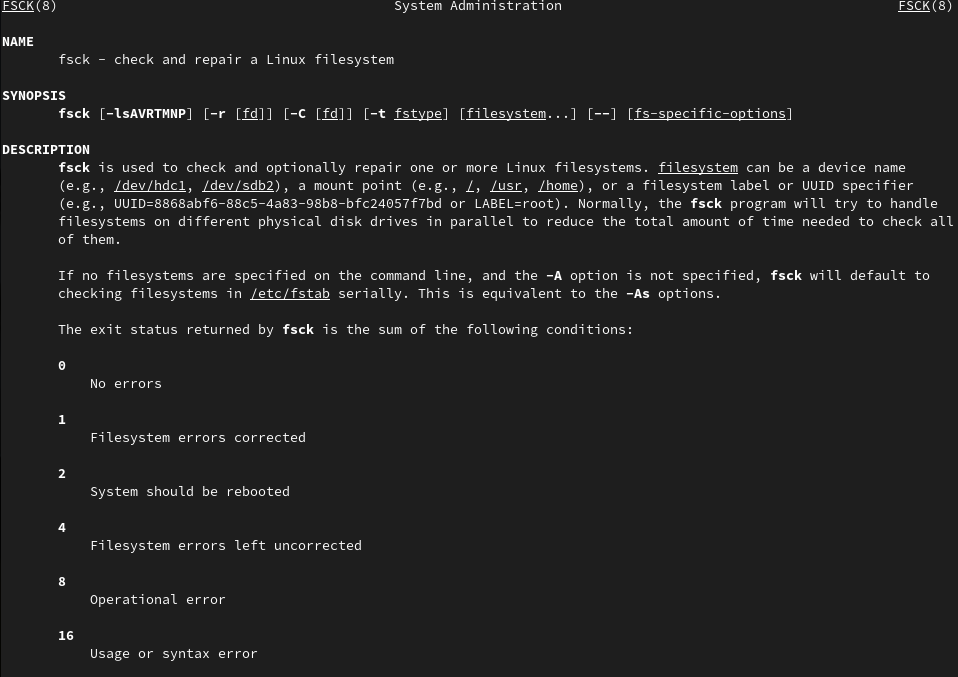 FSCK(8) System Administration FSCK(8)
NAME
fsck - check and repair a Linux filesystem
SYNOPSIS
fsck [-lsAVRTMNP] [-r [fd]] [-C [fd]] [-t fstype] [filesystem...] [--] [fs-specific-options]
DESCRIPTION
fsck is used to check and optionally repair one or more Linux filesystems. filesystem can be a device name
(e.g., /dev/hdc1, /dev/sdb2), a mount point (e.g., /, /usr, /home), or a filesystem label or UUID specifier
(e.g., UUID=8868abf6-88c5-4a83-98b8-bfc24057f7bd or LABEL=root). Normally, the fsck program will try to handle
filesystems on different physical disk drives in parallel to reduce the total amount of time needed to check all
of them.
If no filesystems are specified on the command line, and the -A option is not specified, fsck will default to
checking filesystems in /etc/fstab serially. This is equivalent to the -As options.
The exit status returned by fsck is the sum of the following conditions:
0
No errors
1
Filesystem errors corrected
2
System should be rebooted
4
Filesystem errors left uncorrected
8
Operational error
16
Usage or syntax error